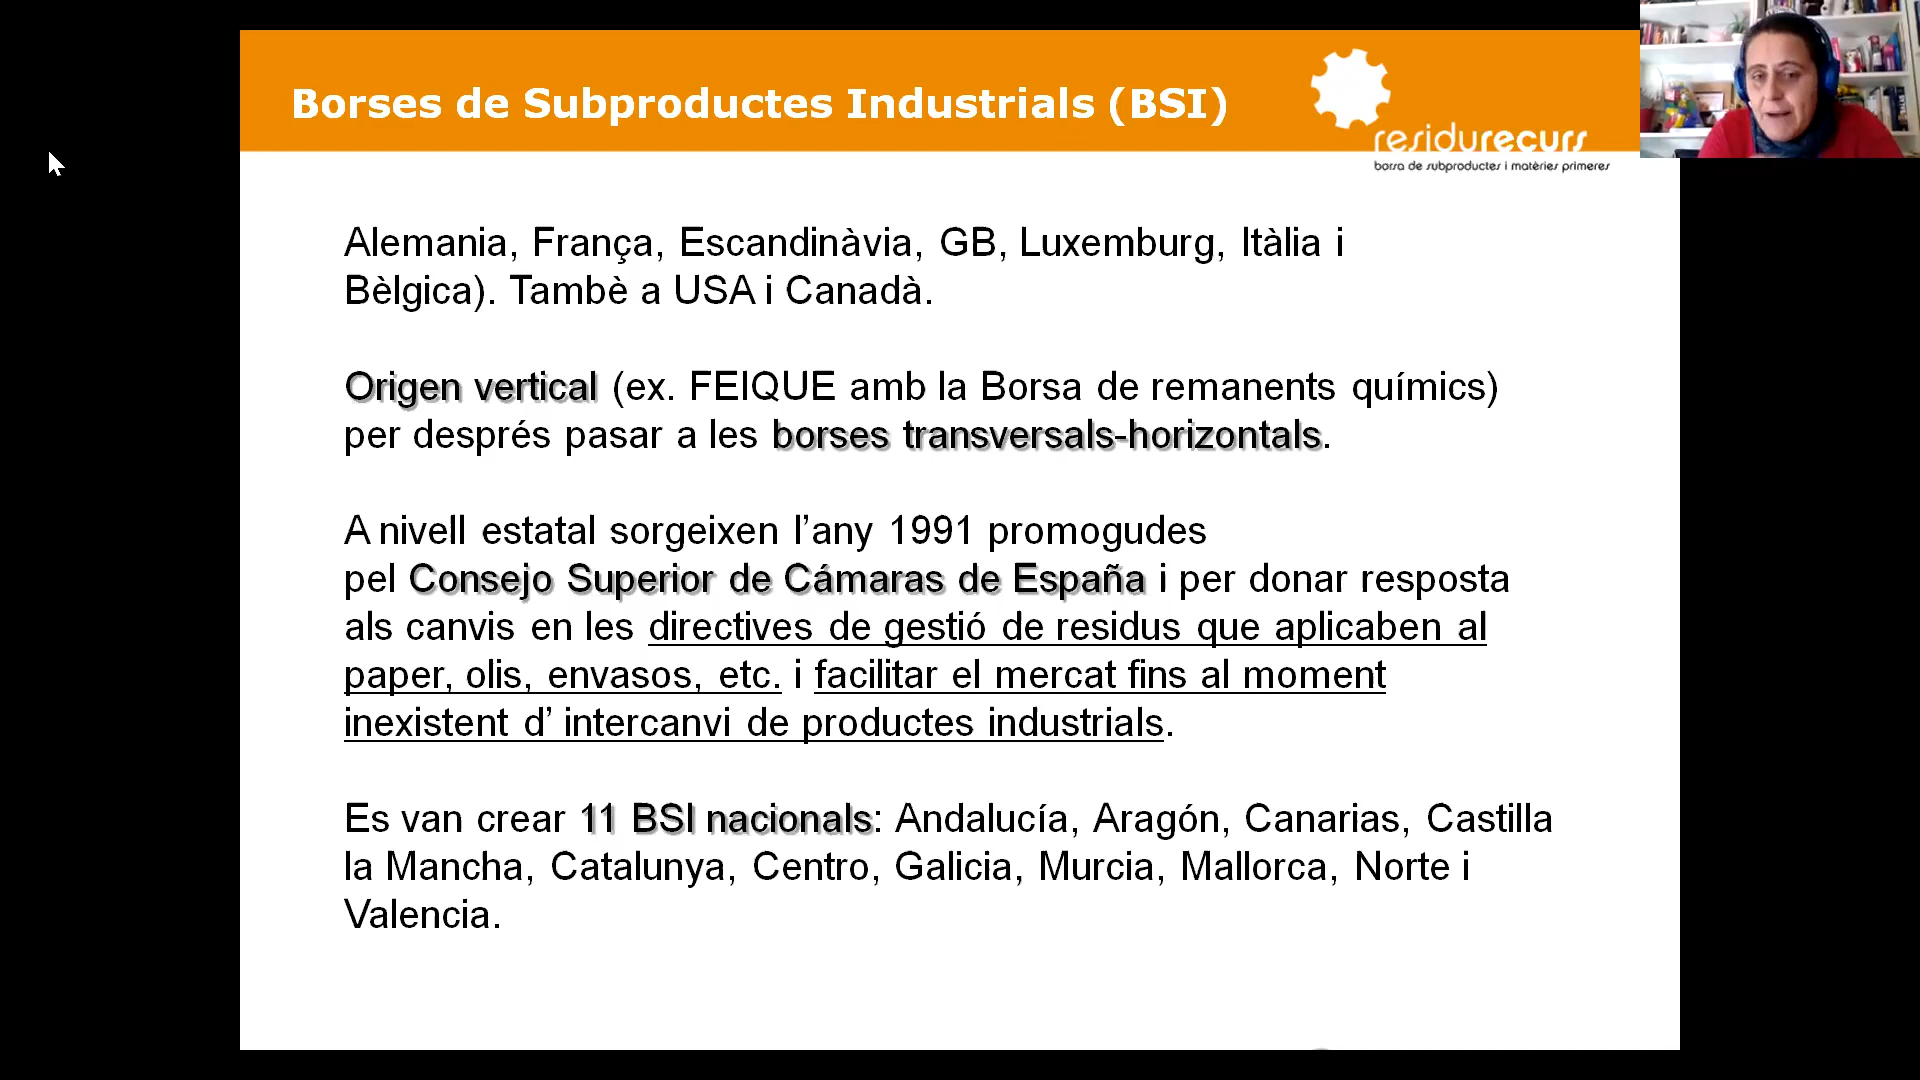 Borses de Subproductes Industrials (BSI)
residurecurs
borsa de subproductes i matèries primeres
Alemania, França, Escandinàvia, GB, Luxemburg, Itàlia i
Bèlgica). Tambè a USA i Canadà.
Origen vertical (ex. FEIQUE amb la Borsa de remanents químics)
per després pasar a les borses transversals-horizontals.
A nivell estatal sorgeixen l’any 1991 promogudes
pel Consejo Superior de Cámaras de España i per donar resposta
als canvis en les directives de gestió de residus que aplicaben al
paper, olis, envasos, etc. i facilitar el mercat fins al moment
inexistent d’ intercanvi de productes industrials.
Es van crear 11 BSI nacionals: Andalucía, Aragón, Canarias, Castilla
la Mancha, Catalunya, Centro, Galicia, Murcia, Mallorca, Norte i
Valencia.